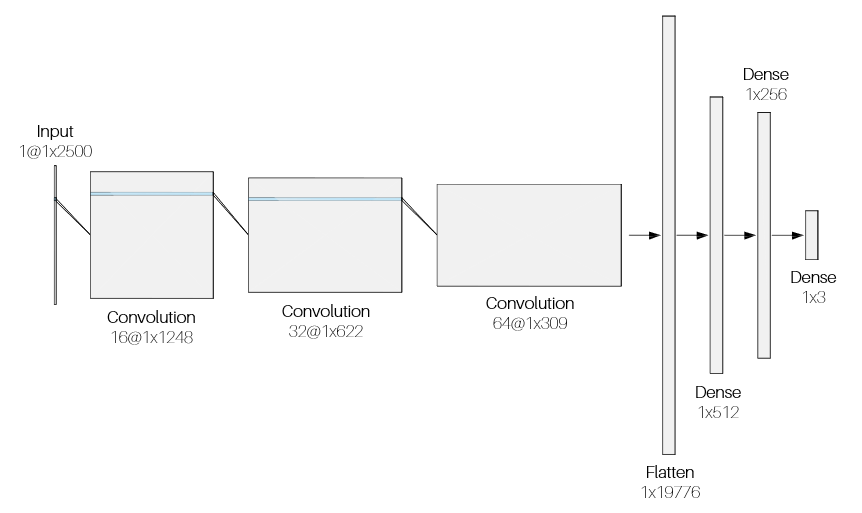 Input
1@1x2500
Convolution
16@1x1248
Convolution
32@1x622
Convolution
64@1x309
Flatten
1x19776
Dense
1x512
Dense
1x256
Dense
1x3